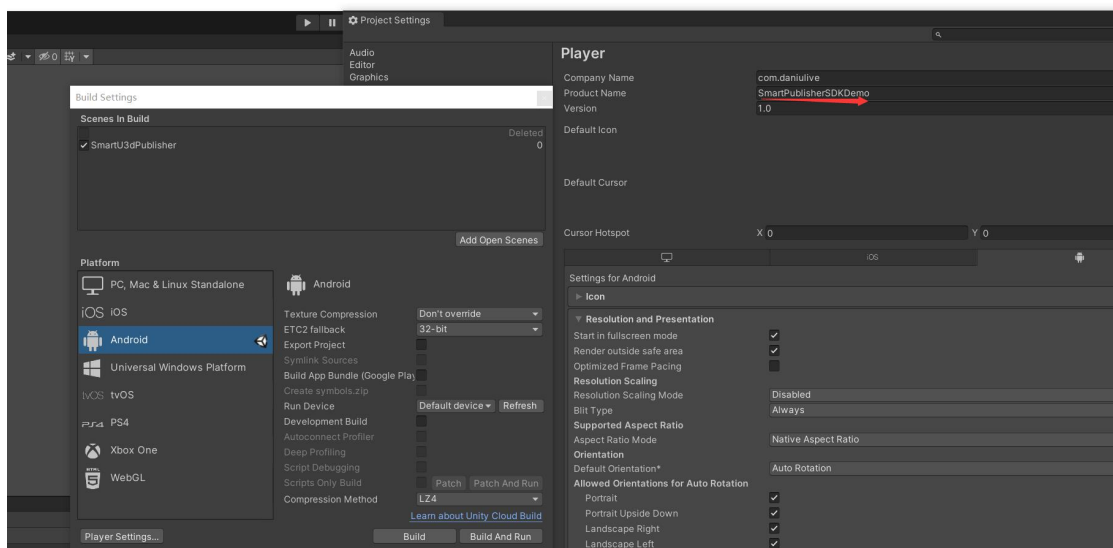 Project Settings
0
Audio
Editor
Graphics
Build Settings
Scenes In Build
Deleted
SmartU3dPublisher 0
Add Open Scenes
Platform
PC, Mac & Linux Standalone
iOS iOS
Android
Universal Windows Platform
tvOS tvOS
PS4 PS4
Xbox One
HTML 5 WebGL
Player Settings...
Android
Texture Compression Don't override
ETC2 fallback 32-bit
Export Project
Symlink Sources
Build App Bundle (Google Play
Create symbols.zip
Run Device Default device Refresh
Development Build
Autoconnect Profiler
Deep Profiling
Script Debugging
Scripts Only Build Patch Patch And Run
Compression Method LZ4
Learn about Unity Cloud Build
Build Build And Run
Player
Company Name com.daniulive
Product Name SmartPublisherSDKDemo
Version 1.0
Default Icon
Default Cursor
Cursor Hotspot X 0 Y 0
iOS
Settings for Android
Icon
Resolution and Presentation
Start in fullscreen mode
Render outside safe area
Optimized Frame Pacing
Resolution Scaling
Resolution Scaling Mode Disabled
Blit Type Always
Supported Aspect Ratio
Aspect Ratio Mode Native Aspect Ratio
Orientation
Default Orientation* Auto Rotation
Allowed Orientations for Auto Rotation
Portrait
Portrait Upside Down
Landscape Right
Landscape Left